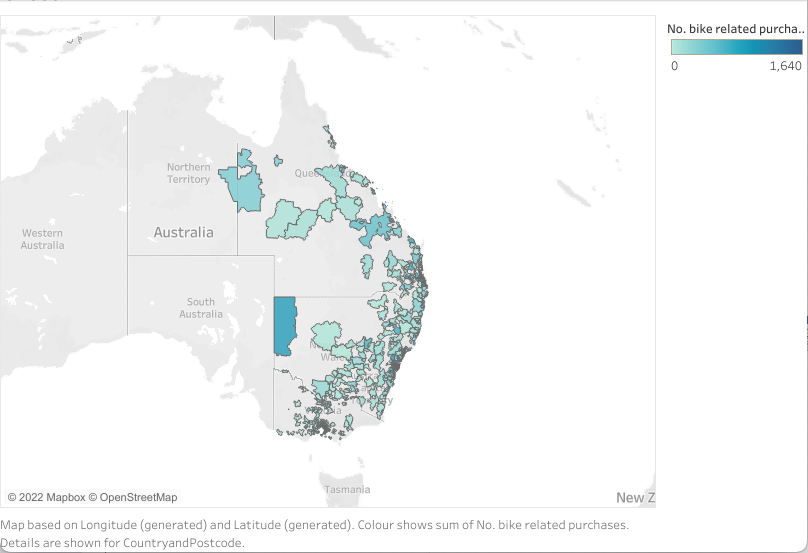 No. bike related purcha..
0 1,640
Northern
Territory
Australia
Western
Australia
South
Australia
Tasmania
New Z
© 2022 Mapbox © OpenStreetMap
Map based on Longitude (generated) and Latitude (generated). Colour shows sum of No. bike related purchases.
Details are shown for CountryandPostcode.